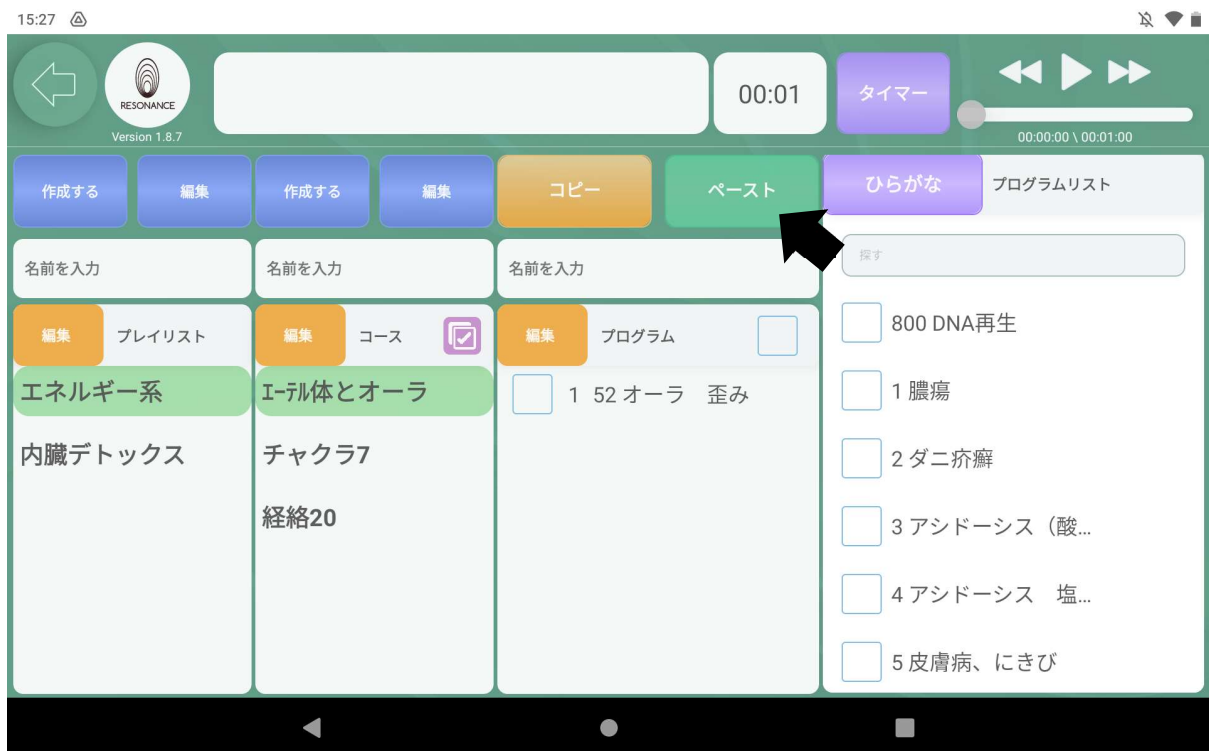 15:27
RESONANCE
Version 1.8.7
00:01
タイマー
00:00:00 \ 00:01:00
作成する
編集
作成する
編集
コピー
ペースト
ひらがな
プログラムリスト
名前を入力
名前を入力
名前を入力
探す
編集
プレイリスト
編集
コース
編集
プログラム
エネルギー系
内臓デトックス
ｴｰﾃﾙ体とオーラ
チャクラ7
経絡20
1 52 オーラ　歪み
800 DNA再生
1 膿瘍
2 ダニ疥癬
3 アシドーシス（酸...
4 アシドーシス　塩...
5 皮膚病、にきび